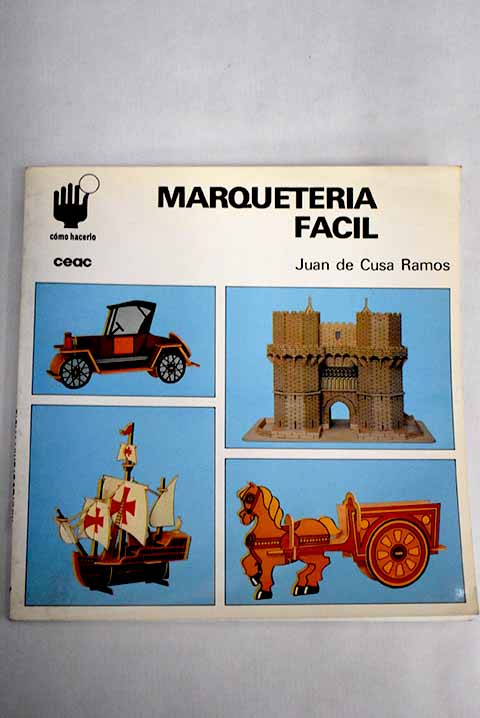 MARQUETERIA
FACIL
Juan de Cusa Ramos
cómo hacerlo
ceac